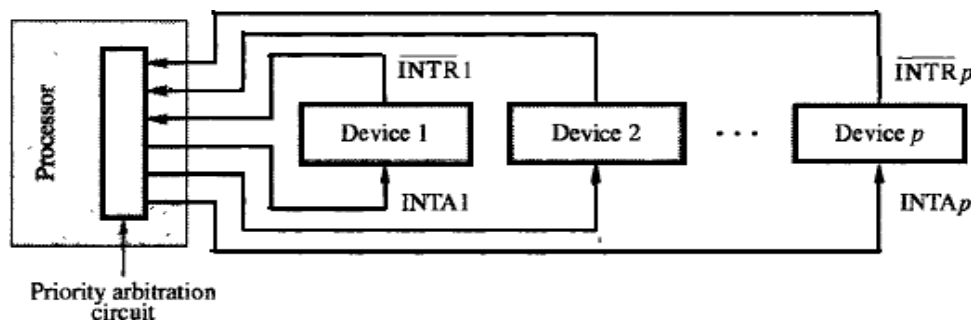 Processor
INTR1
INTRp
Device 1
Device 2
...
Device p
INTA1
INTAp
Priority arbitration
circuit